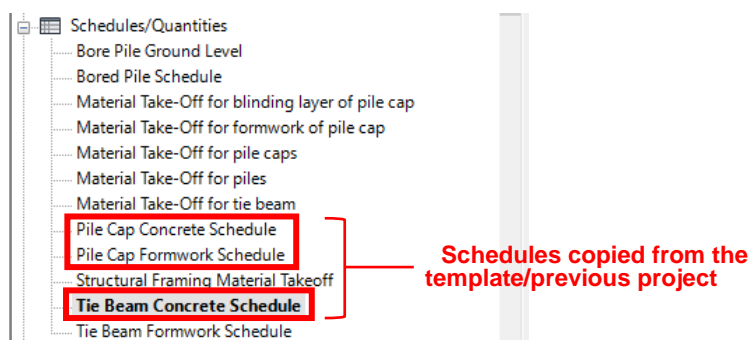 Schedules/Quantities
Bore Pile Ground Level
Bored Pile Schedule
Material Take-Off for blinding layer of pile cap
Material Take-Off for formwork of pile cap
Material Take-Off for pile caps
Material Take-Off for piles
Material Take-Off for tie beam
Pile Cap Concrete Schedule
Pile Cap Formwork Schedule
Structural Framing Material Takeoff
Tie Beam Concrete Schedule
Tie Beam Formwork Schedule
Schedules copied from the
template/previous project